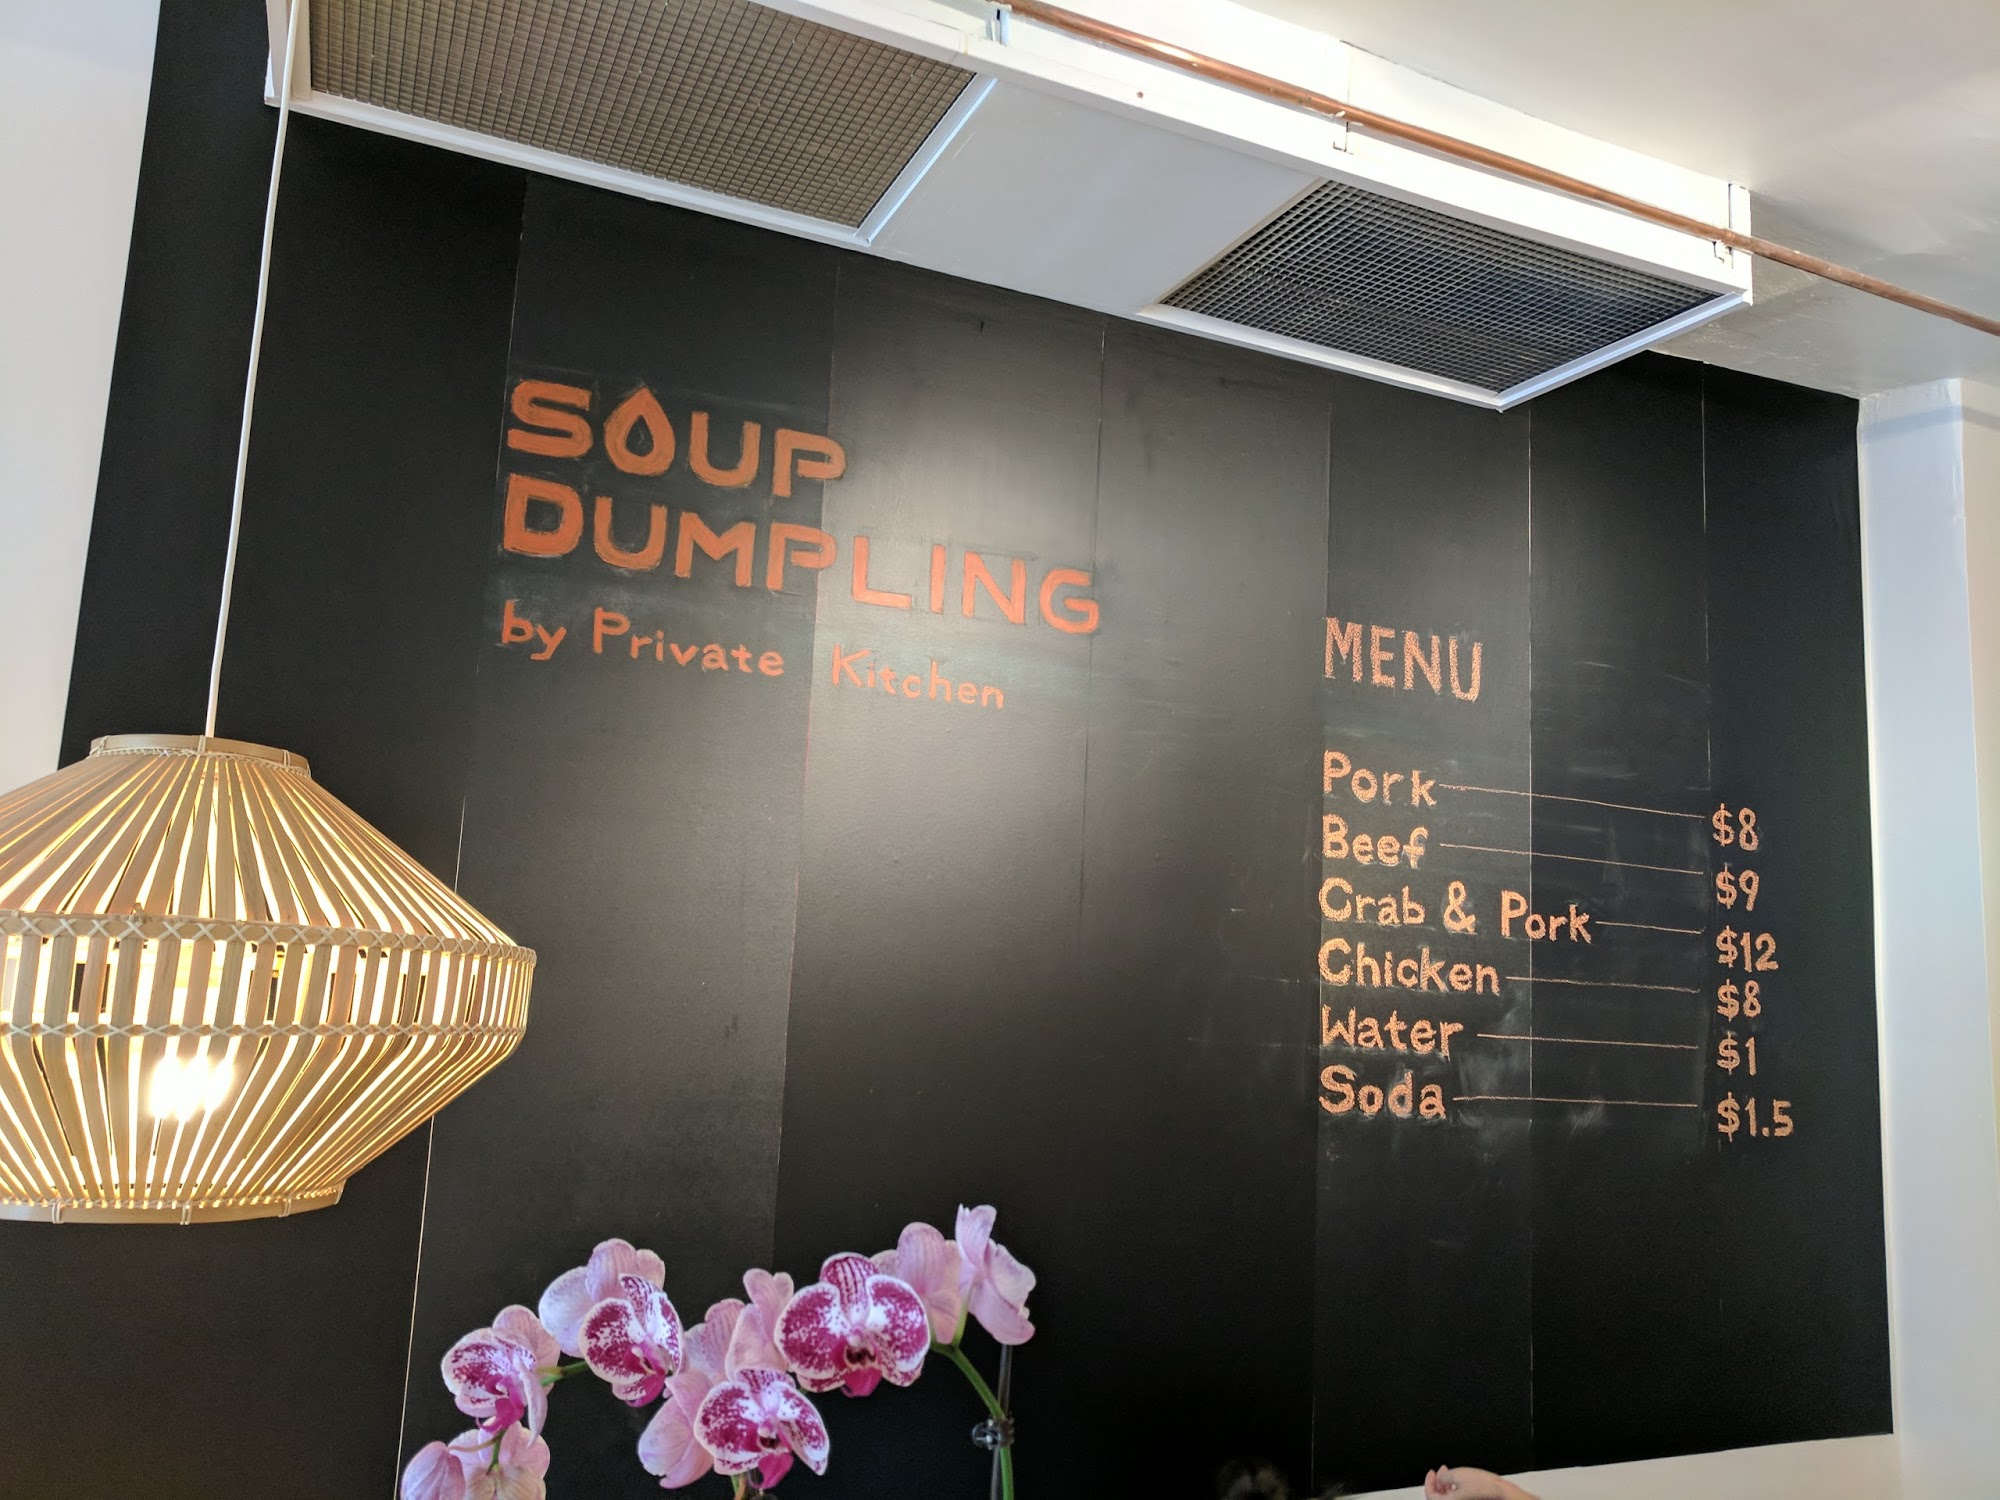 SOUP
DUMPLING
by Private Kitchen
MENU
Pork $8
Beef $9
Crab & Pork $12
Chicken $8
Water $1
Soda $1.5